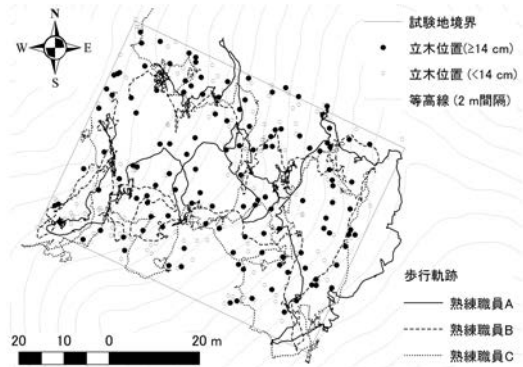 N
W E
S
試験地境界
立木位置(≥14 cm)
立木位置(<14 cm)
等高線(2 m間隔)
歩行軌跡
熟練職員A
熟練職員B
熟練職員C
20 10 0 20 m